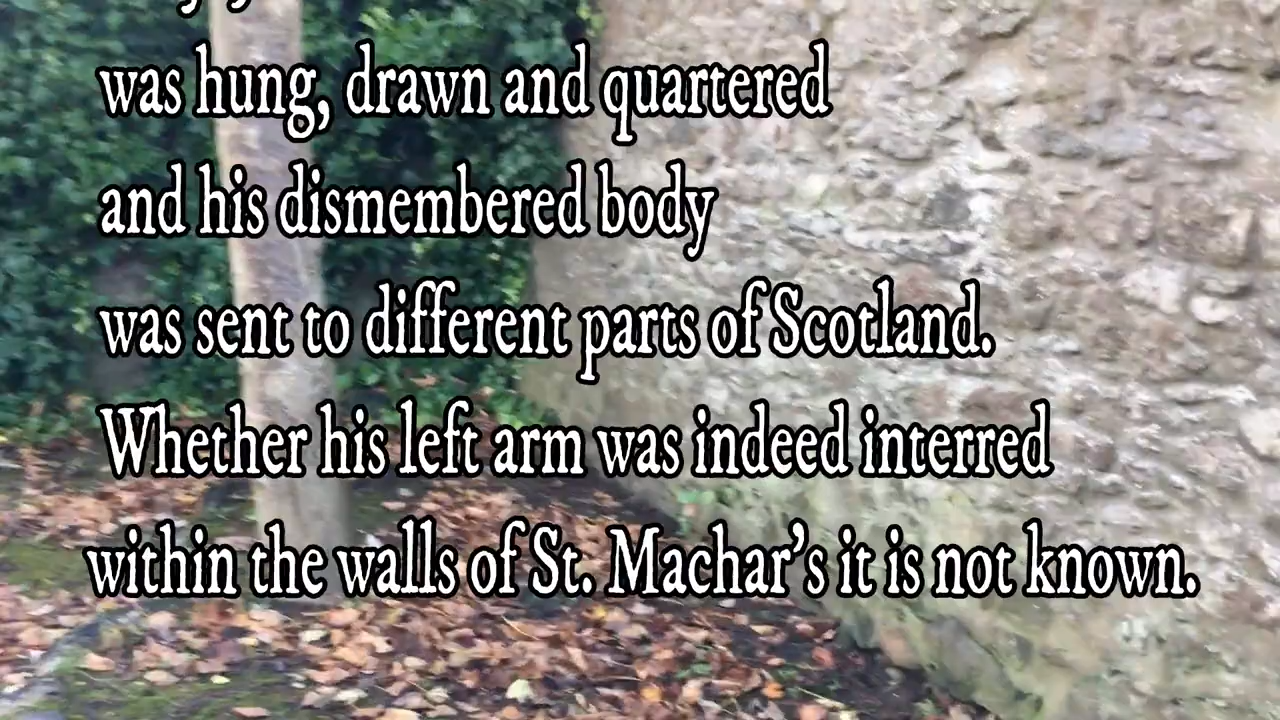 was hung, drawn and quartered
and his dismembered body
was sent to different parts of Scotland.
Whether his left arm was indeed interred
within the walls of St. Machar's it is not known.